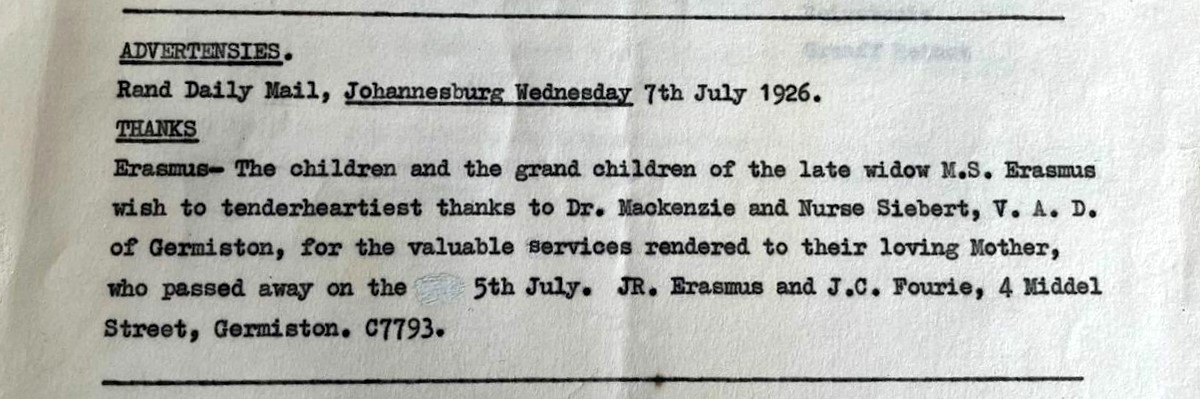 ADVERTENSIES.
Rand Daily Mail, Johannesburg Wednesday 7th July 1926.
THANKS
Erasmus- The children and the grand children of the late widow M.S. Erasmus
wish to tenderheartiest thanks to Dr. Mackenzie and Nurse Siebert, V. A. D.
of Germiston, for the valuable services rendered to their loving Mother,
who passed away on the 5th July. JR. Erasmus and J.C. Fourie, 4 Middel
Street, Germiston. C7793.